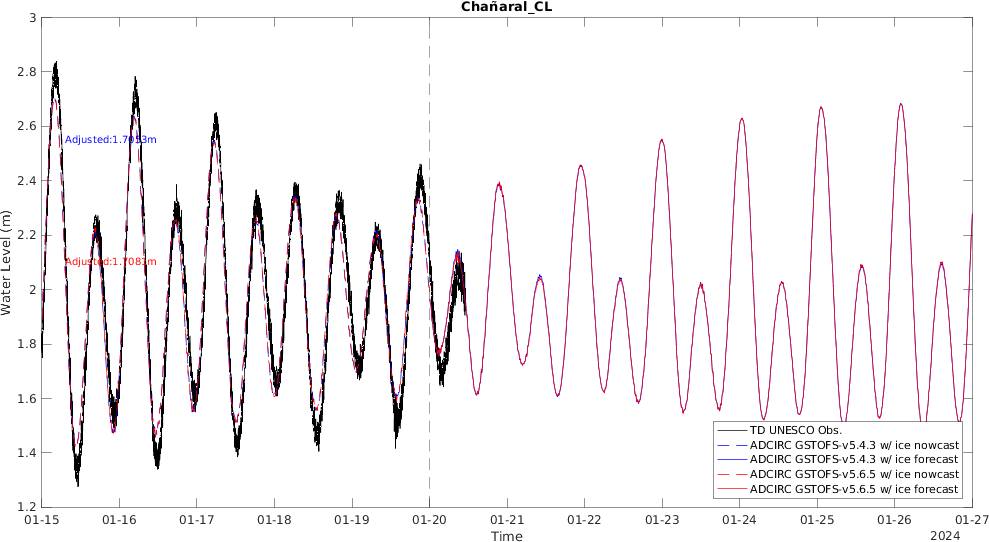 Chañaral_CL
3
2.8
2.6
2.4
2.2
2
1.8
1.6
1.4
1.2
Water Level (m)
Adjusted:1.7953m
TD UNESCO Obs.
ADCIRC GSTOFS-v5.4.3 w/ ice nowcast
ADCIRC GSTOFS-v5.4.3 w/ ice forecast
ADCIRC GSTOFS-v5.6.5 w/ ice nowcast
ADCIRC GSTOFS-v5.6.5 w/ ice forecast
01-15 01-16 01-17 01-18 01-19 01-20 01-21 01-22 01-23 01-24 01-25 01-26 01-27
Time
2024